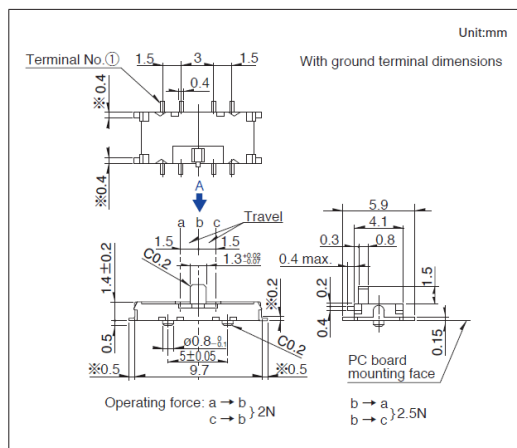 Unit:mm
With ground terminal dimensions
Terminal No.①
1.5 3 1.5
0.4
※0.4
※0.4
A
a b c
Travel
1.5 1.5
C0.2
1.4±0.2
※0.2
0.5
ø0.8 0 -0.1
C0.2
5±0.05
※0.5 9.7 ※0.5
5.9
4.1
0.3 0.8
0.4 max.
1.5
0.2
0.4
0.15
PC board
mounting face
Operating force: a → b
c → b } 2N
b → a
b → c } 2.5N